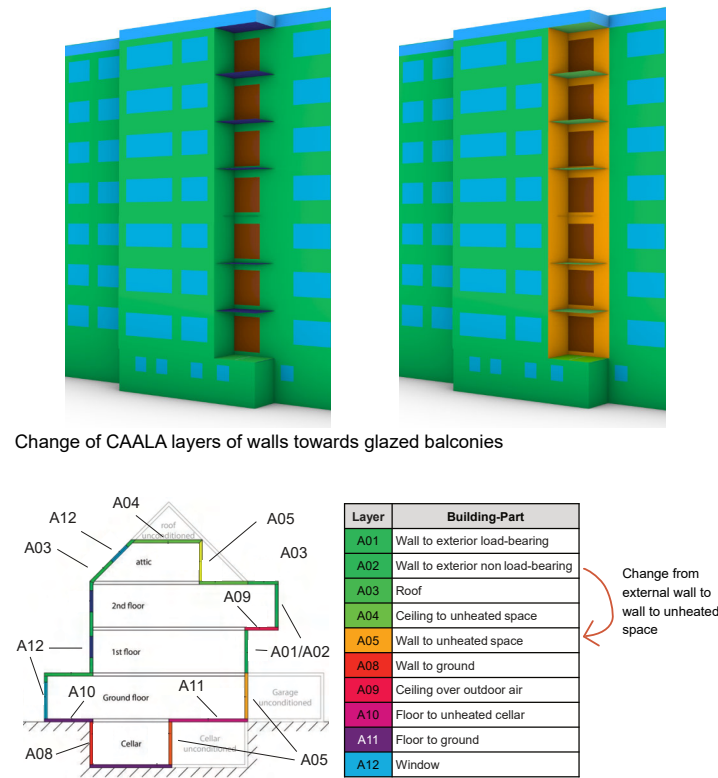 Change of CAALA layers of walls towards glazed balconies
A04
A12
A05
roof
unconditioned
A03
A03
attic
A09
2nd floor
A12
1st floor
A01/A02
A10
A11
Ground floor
Garage
unconditioned
A08
Cellar
Cellar
unconditioned
A05
Layer Building-Part
A01 Wall to exterior load-bearing
A02 Wall to exterior non load-bearing
A03 Roof
A04 Ceiling to unheated space
A05 Wall to unheated space
A08 Wall to ground
A09 Ceiling over outdoor air
A10 Floor to unheated cellar
A11 Floor to ground
A12 Window
Change from
external wall to
wall to unheated
space